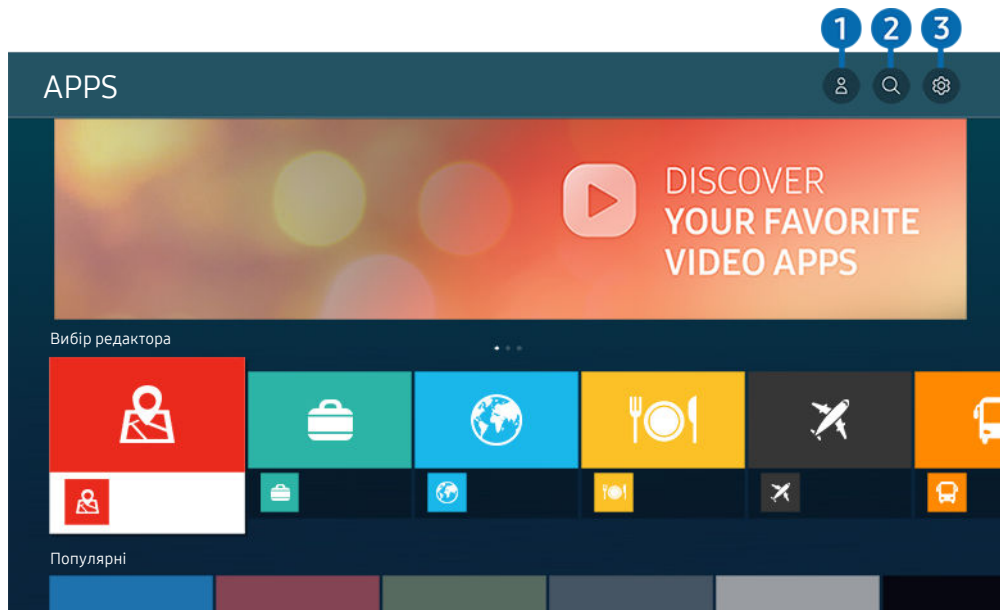 1 2 3
APPS
DISCOVER
YOUR FAVORITE
VIDEO APPS
Вибір редактора
Популярні